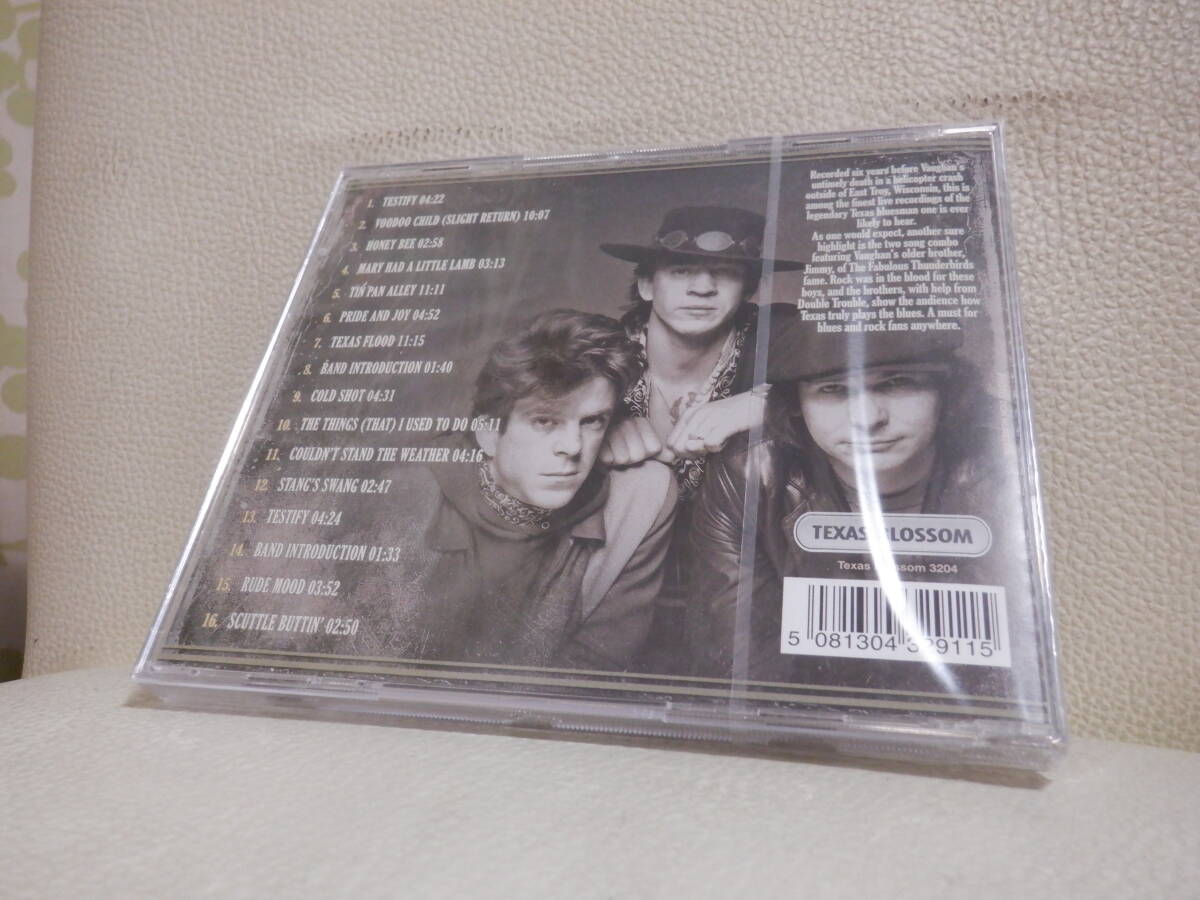 1. TESTIFY 04:22
2. VOODOO CHILD (SLIGHT RETURN) 10:07
3. HONEY BEE 02:58
4. MARY HAD A LITTLE LAMB 03:13
5. TIN PAN ALLEY 11:11
6. PRIDE AND JOY 04:52
7. TEXAS FLOOD 11:15
8. BAND INTRODUCTION 01:40
9. COLD SHOT 04:31
10. THE THINGS (THAT) I USED TO DO 05:11
11. COULDN'T STAND THE WEATHER 04:16
12. STANG'S SWANG 02:47
13. TESTIFY 04:24
14. BAND INTRODUCTION 01:33
15. RUDE MOOD 03:52
16. SCUTTLE BUTTIN' 02:50
Recorded six years before Vaughan's
untimely death in a helicopter crash
outside of East Troy, Wisconsin, this is
among the finest live recordings of the
legendary Texas bluesman one is ever
likely to hear.
As one would expect, another sure
highlight is the two song combo
featuring Vaughan's older brother,
Jimmy, of The Fabulous Thunderbirds
fame. Rock was in the blood for these
boys, and the brothers, with help from
Double Trouble, show the audience how
Texas truly plays the blues. A must for
blues and rock fans anywhere.
TEXAS BLOSSOM
Texas Blossom 3204
5 081304 329115